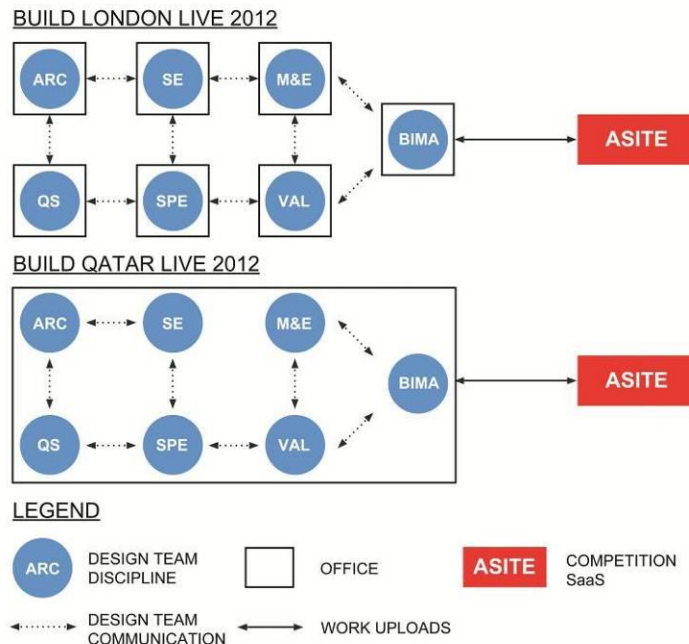 BUILD LONDON LIVE 2012
ARC SE M&E
BIMA ASITE
QS SPE VAL
BUILD QATAR LIVE 2012
ARC SE M&E
BIMA ASITE
QS SPE VAL
LEGEND
ARC DESIGN TEAM
DISCIPLINE
OFFICE
ASITE COMPETITION
SaaS
DESIGN TEAM
COMMUNICATION
WORK UPLOADS